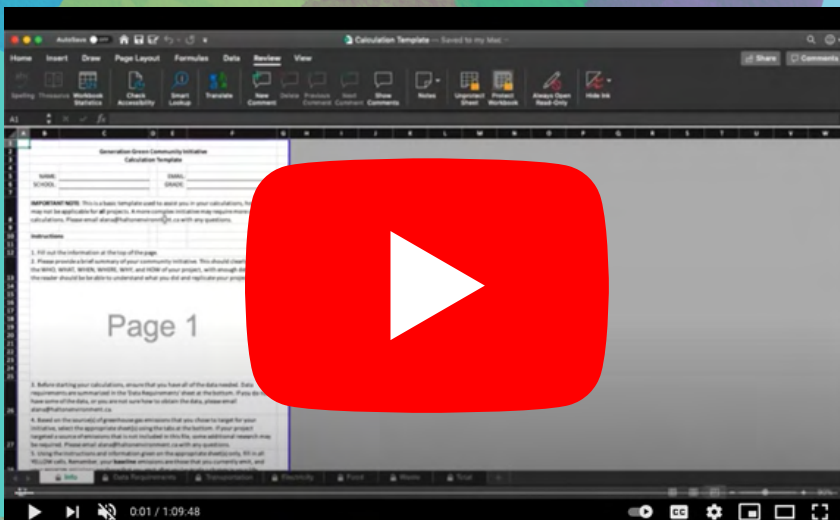 AutoSave
Calculation Template — Saved to my Mac
Home Insert Draw Page Layout Formulas Data Review View
Share Comments
Spelling Thesaurus Workbook Statistics Check Accessibility Smart Lookup Translate New Comment Delete Previous Comment Next Comment Show Comments Notes Unprotect Sheet Protect Workbook Always Open Read-Only Hide Ink
A1
Generation Green Community Initiative
Calculation Template
NAME: EMAIL:
SCHOOL: GRADE:
IMPORTANT NOTE: This is a basic template used to assist you in your calculations,
may not be applicable for all projects. A more complex initiative may require more
calculations. Please email alana@haltonenvironment.ca with any questions.
Instructions
1. Fill out the information at the top of the page.
2. Please provide a brief summary of your community initiative. This should clearly
the WHO, WHAT, WHEN, WHERE, WHY, and HOW of your project, with enough
the reader should be able to understand what you did and replicate your project
Page 1
3. Before starting your calculations, ensure that you have all of the data needed. Data
requirements are summarized in the 'Data Requirements' sheet at the bottom. If you do
have some of the data, or you are not sure how to obtain the data, please email
alana@haltonenvironment.ca
4. Based on the source(s) of greenhouse gas emissions that you chose to target for your
initiative, select the appropriate sheet(s) using the tabs at the bottom. If your project
targeted a source of emissions that is not included in this file, some additional research may
be required. Please email alana@haltonenvironment.ca with any questions.
5. Using the instructions and information given on the appropriate sheet(s) only, fill in all
YELLOW cells. Remember, your baseline emissions are those that you currently emit, and
Info Data Requirements Transportation Electricity Food Waste Total
0:01 / 1:09:48
CC